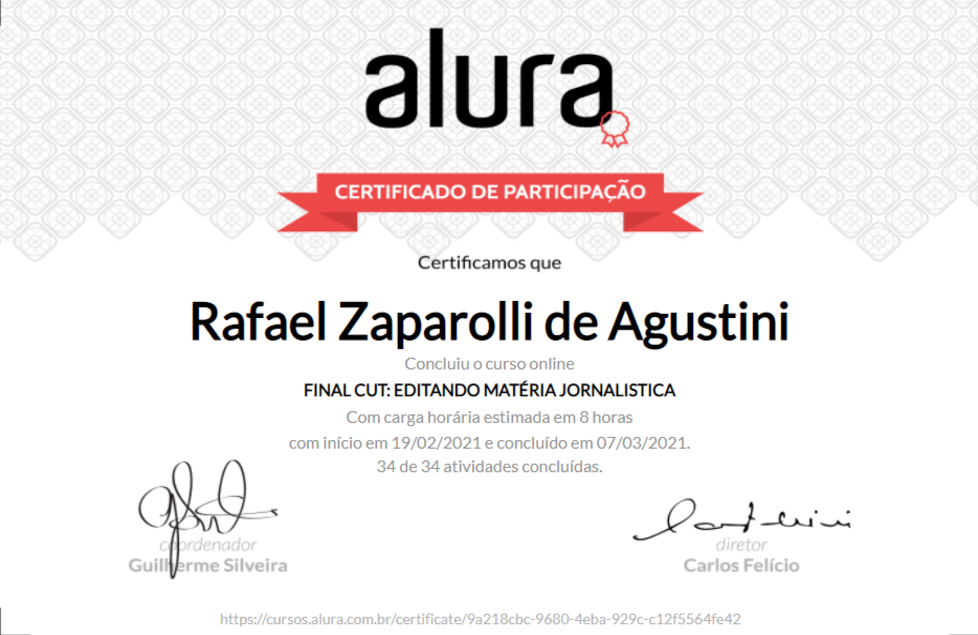 alura
CERTIFICADO DE PARTICIPAÇÃO
Certificamos que
Rafael Zaparolli de Agustini
Concluiu o curso online
FINAL CUT: EDITANDO MATÉRIA JORNALISTICA
Com carga horária estimada em 8 horas
com início em 19/02/2021 e concluído em 07/03/2021.
34 de 34 atividades concluídas.
coordenador
Guilherme Silveira
diretor
Carlos Felício
https://cursos.alura.com.br/certificate/9a218cbc-9680-4eba-929c-c12f5564fe42